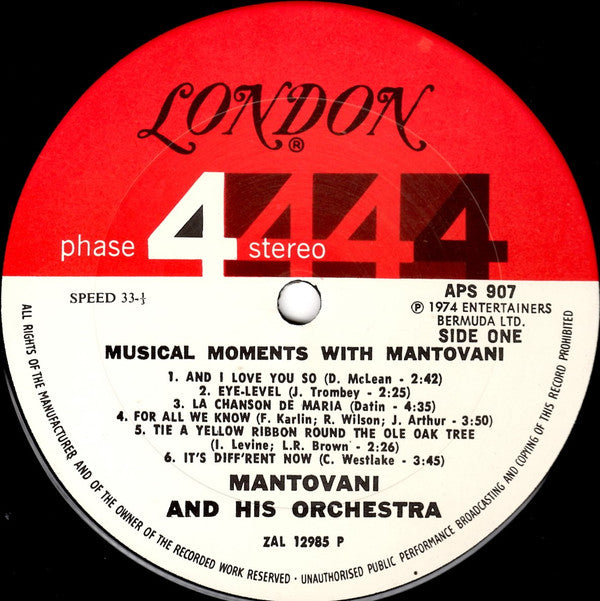 LONDON
®
phase 4 stereo 4 4 4
SPEED 33-⅓
APS 907
Ⓟ 1974 ENTERTAINERS
BERMUDA LTD.
SIDE ONE
MUSICAL MOMENTS WITH MANTOVANI
1. AND I LOVE YOU SO (D. McLean - 2:42)
2. EYE-LEVEL (J. Trombey - 2:25)
3. LA CHANSON DE MARIA (Datin - 4:35)
4. FOR ALL WE KNOW (F. Karlin; R. Wilson; J. Arthur - 3:50)
5. TIE A YELLOW RIBBON ROUND THE OLE OAK TREE
(I. Levine; L.R. Brown - 2:26)
6. IT'S DIFF'RENT NOW (C. Westlake - 3:45)
MANTOVANI
AND HIS ORCHESTRA
ZAL 12985 P
ALL RIGHTS OF THE MANUFACTURER AND OF THE OWNER OF THE RECORDED WORK RESERVED · UNAUTHORISED PUBLIC PERFORMANCE BROADCASTING AND COPYING OF THIS RECORD PROHIBITED